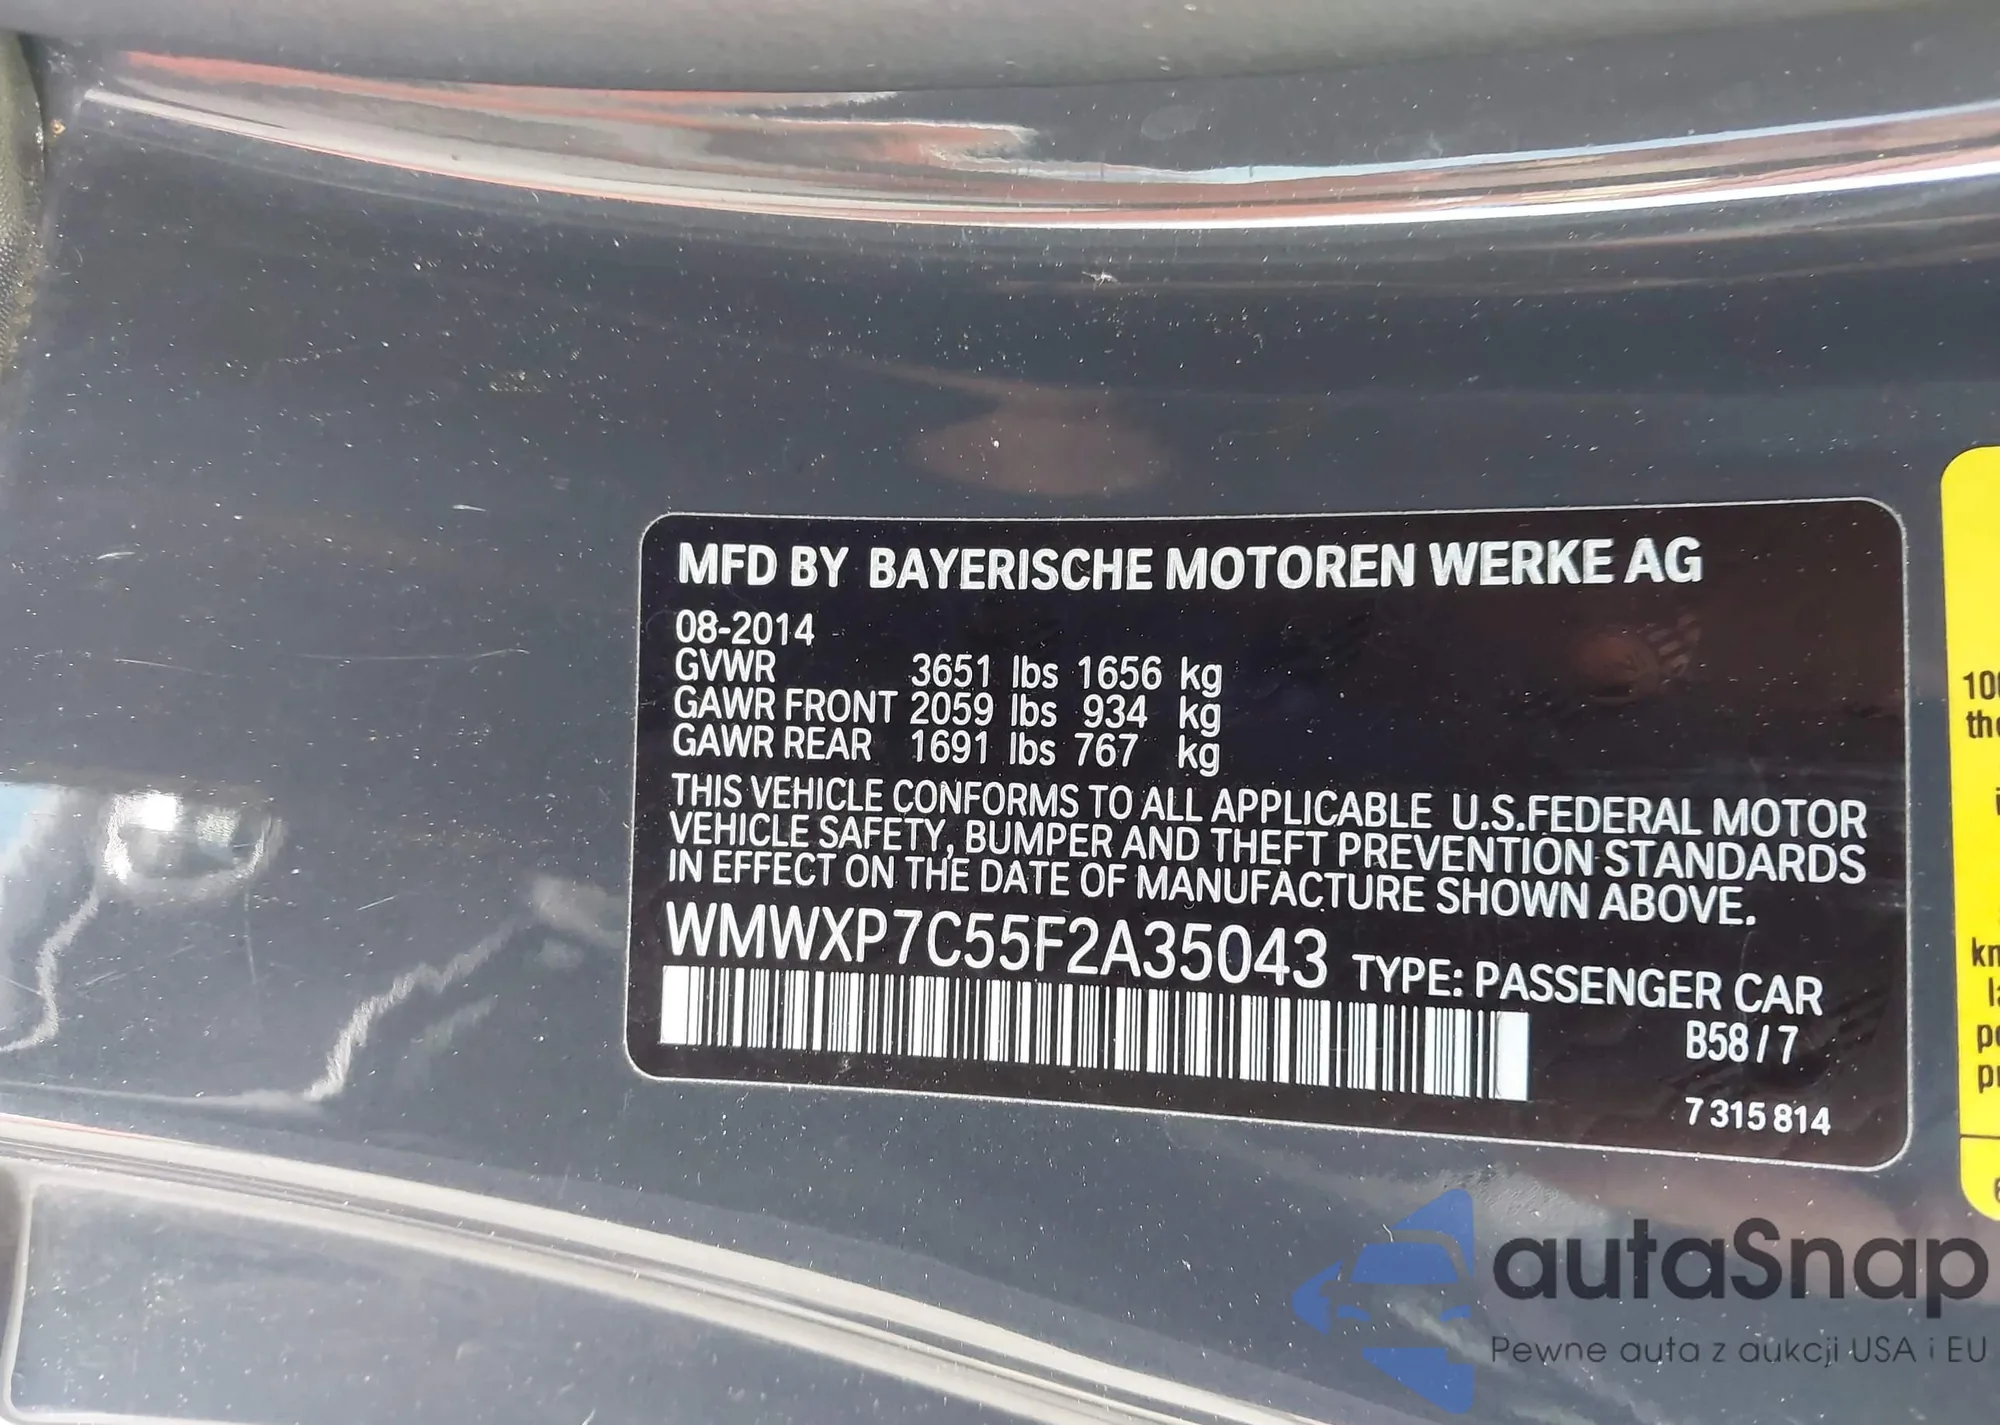 MFD BY BAYERISCHE MOTOREN WERKE AG
08-2014
GVWR 3651 lbs 1656 kg
GAWR FRONT 2059 lbs 934 kg
GAWR REAR 1691 lbs 767 kg
THIS VEHICLE CONFORMS TO ALL APPLICABLE U.S.FEDERAL MOTOR
VEHICLE SAFETY, BUMPER AND THEFT PREVENTION STANDARDS
IN EFFECT ON THE DATE OF MANUFACTURE SHOWN ABOVE.
WMWXP7C55F2A35043 TYPE: PASSENGER CAR
B58 / 7
7 315 814
autaSnap
Pewne auta z aukcji USA i EU